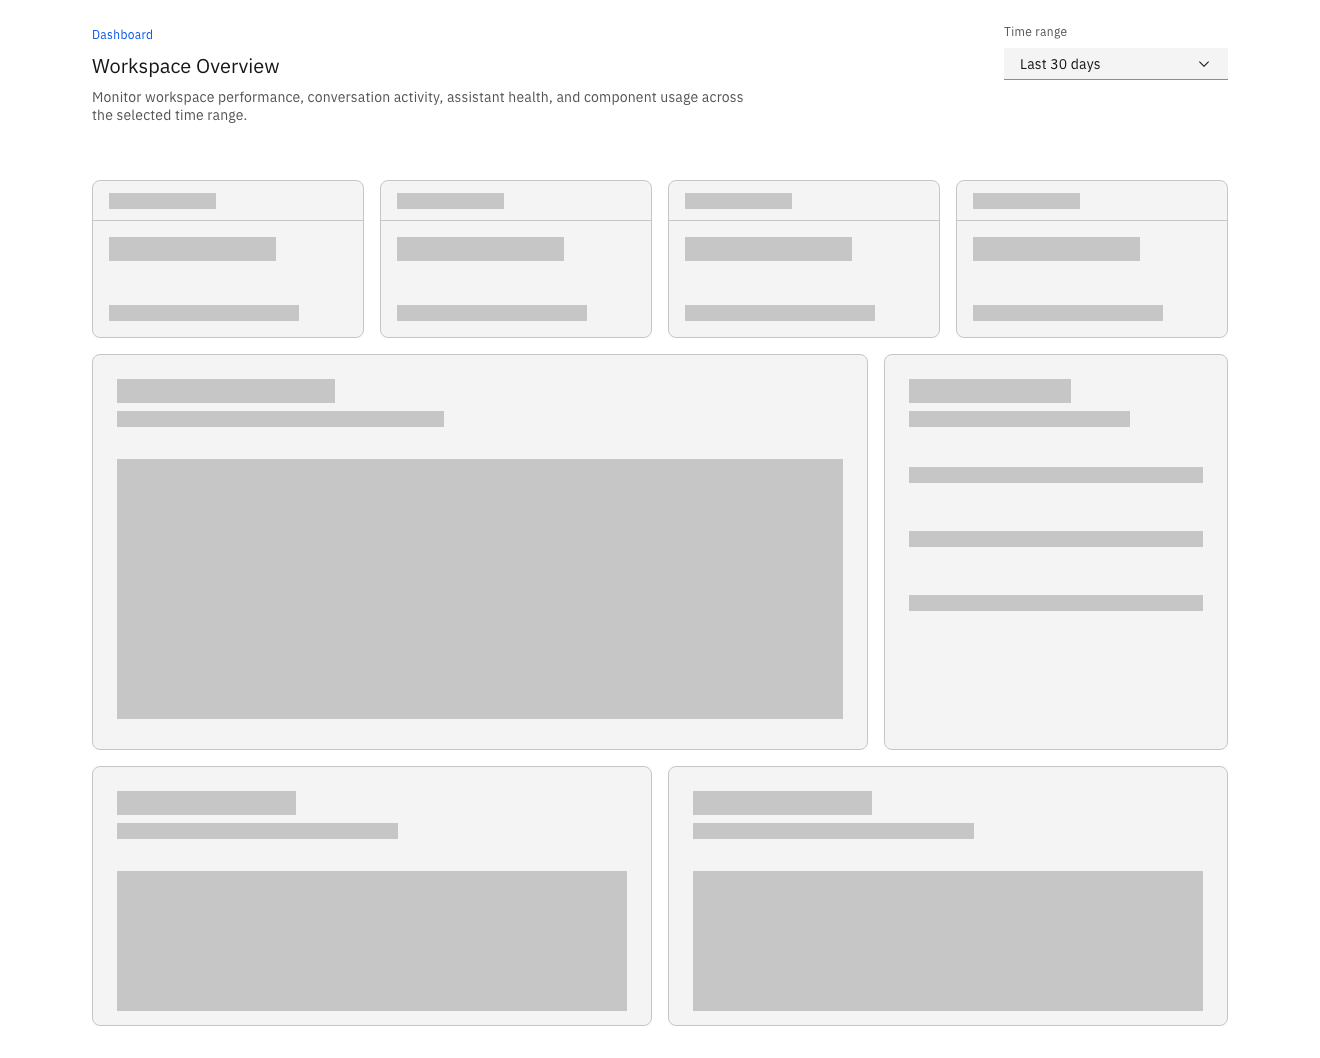 Dashboard
Workspace Overview
Monitor workspace performance, conversation activity, assistant health, and component usage across
the selected time range.
Time range
Last 30 days